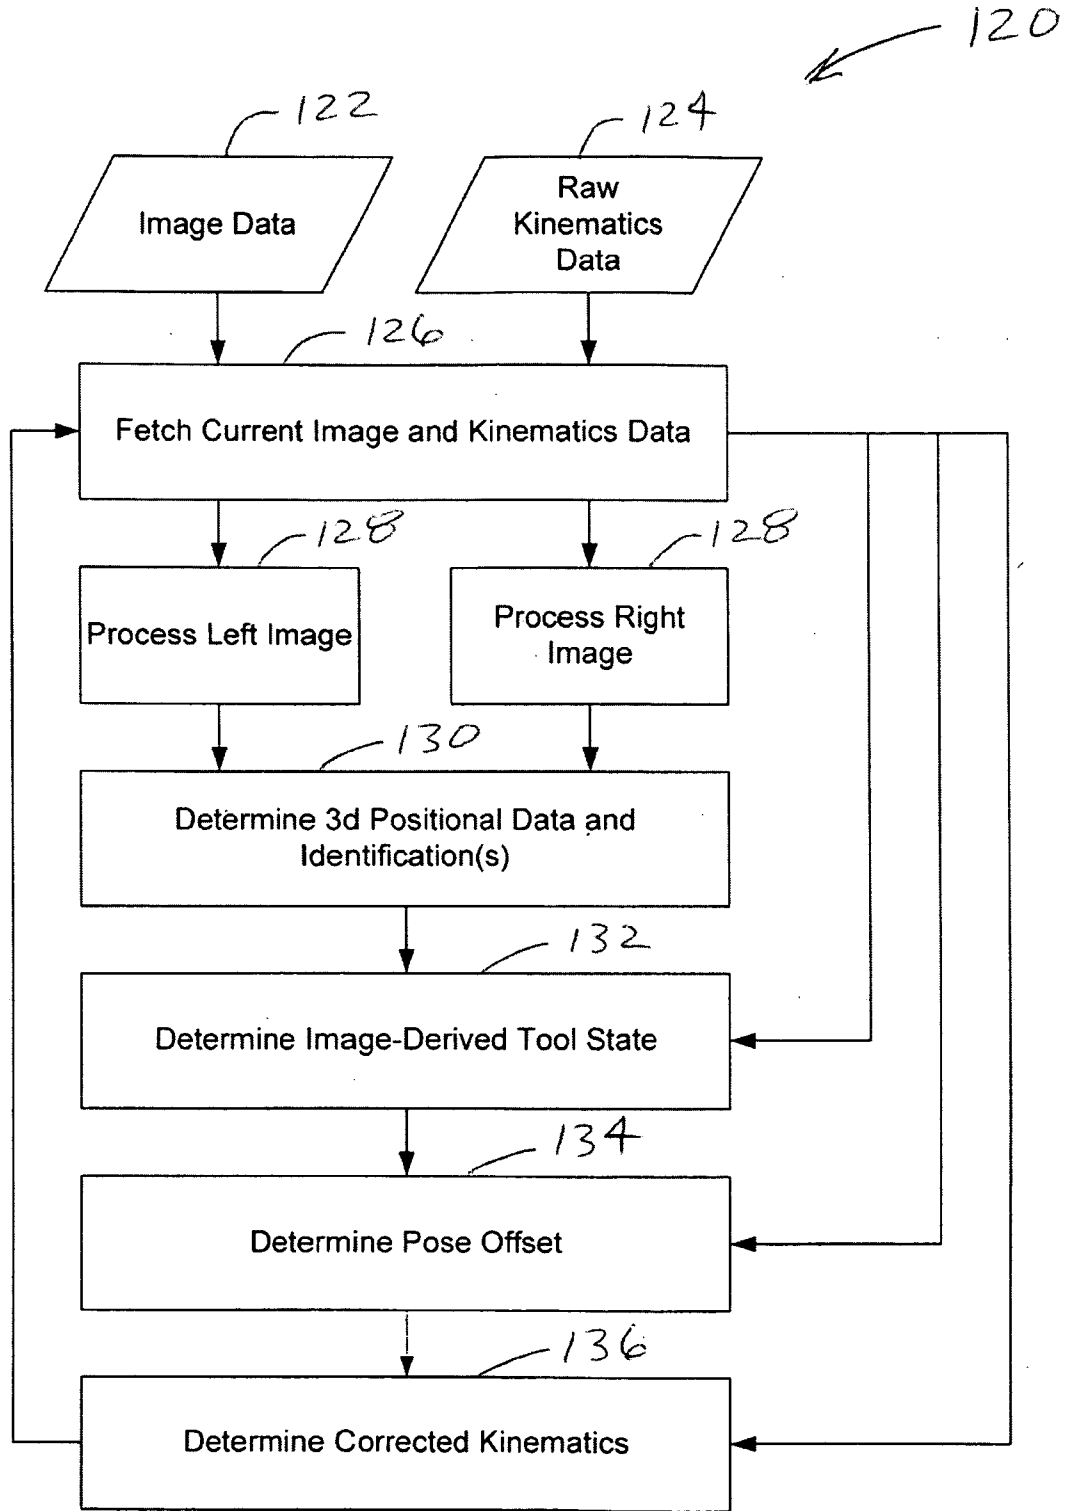 120
122
124
Image Data
Raw
Kinematics
Data
126
Fetch Current Image and Kinematics Data
128
128
Process Left Image
Process Right
Image
130
Determine 3d Positional Data and
Identification(s)
132
Determine Image-Derived Tool State
134
Determine Pose Offset
136
Determine Corrected Kinematics